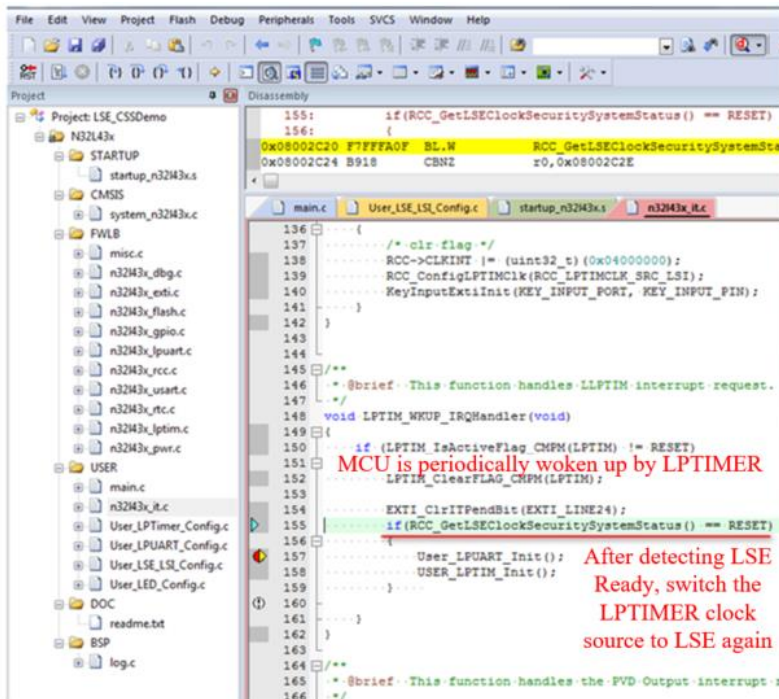 File Edit View Project Flash Debug Peripherals Tools SVCS Window Help
Project
Project: LSE_CSSDemo
N32L43x
STARTUP
startup_n32l43x.s
CMSIS
system_n32l43x.c
FWLB
misc.c
n32l43x_dbg.c
n32l43x_exti.c
n32l43x_flash.c
n32l43x_gpio.c
n32l43x_lpuart.c
n32l43x_rcc.c
n32l43x_usart.c
n32l43x_rtc.c
n32l43x_lptim.c
n32l43x_pwr.c
USER
main.c
n32l43x_it.c
User_LPTimer_Config.c
User_LPUART_Config.c
User_LSE_LSI_Config.c
User_LED_Config.c
DOC
readme.txt
BSP
log.c
Disassembly
155: if(RCC_GetLSEClockSecuritySystemStatus() == RESET)
156: {
0x08002C20 F7FFFA0F BL.W RCC_GetLSEClockSecuritySystemSta
0x08002C24 B918 CBNZ r0,0x08002C2E
main.c User_LSE_LSI_Config.c startup_n32l43x.s n32l43x_it.c
136 {
137 /* clr flag */
138 RCC->CLKINT |= (uint32_t)(0x04000000);
139 RCC_ConfigLPTIMClk(RCC_LPTIMCLK_SRC_LSI);
140 KeyInputExtiInit(KEY_INPUT_PORT, KEY_INPUT_PIN);
141 }
142 }
143
144
145 /**
146 * @brief This function handles LLPTIM interrupt request.
147 */
148 void LPTIM_WKUP_IRQHandler(void)
149 {
150 if (LPTIM_IsActiveFlag_CMPM(LPTIM) != RESET)
151
MCU is periodically woken up by LPTIMER
152 LPTIM_ClearFLAG_CMPM(LPTIM);
153
154 EXTI_ClrITPendBit(EXTI_LINE24);
155 if(RCC_GetLSEClockSecuritySystemStatus() == RESET)
156 {
157 User_LPUART_Init();
158 USER_LPTIM_Init();
159 }
160
161 }
162 }
163
After detecting LSE
Ready, switch the
LPTIMER clock
source to LSE again
164 /**
165 * @brief This function handles the PVD Output interrupt
166 */